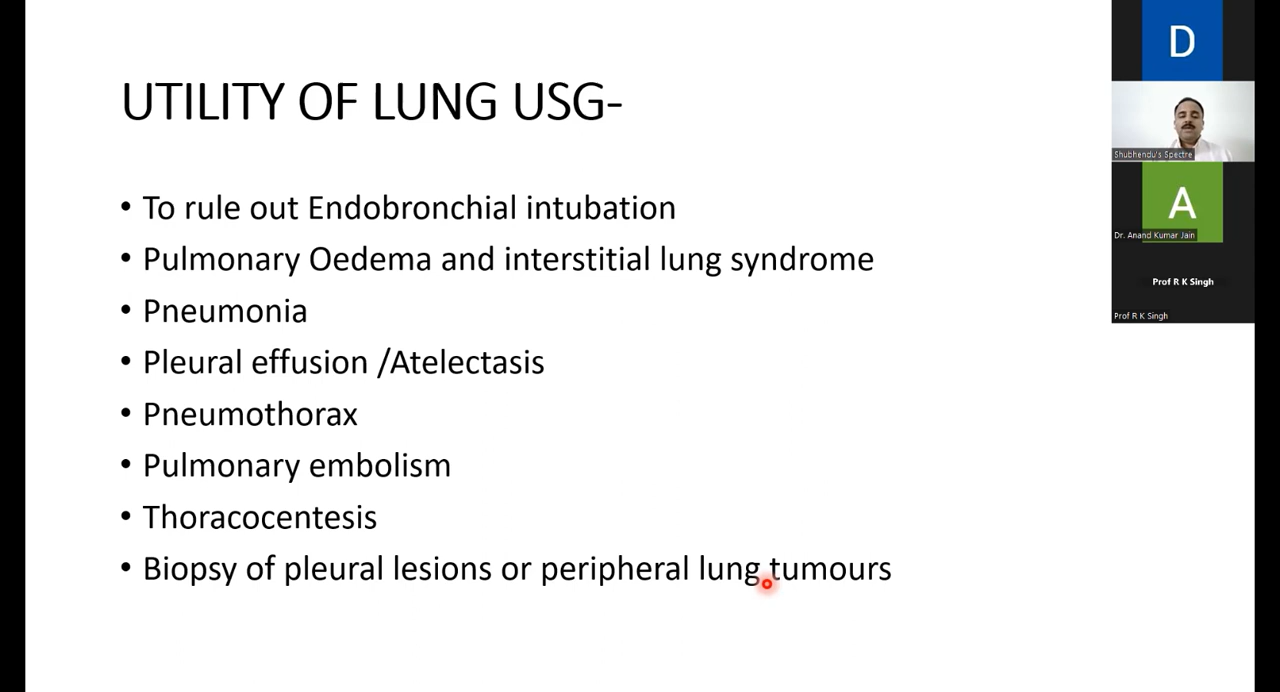 UTILITY OF LUNG USG-
• To rule out Endobronchial intubation
• Pulmonary Oedema and interstitial lung syndrome
• Pneumonia
• Pleural effusion /Atelectasis
• Pneumothorax
• Pulmonary embolism
• Thoracocentesis
• Biopsy of pleural lesions or peripheral lung tumours
D
Shubhendu's Spectre
A
Dr. Anand Kumar Jain
Prof R K Singh
Prof R K Singh